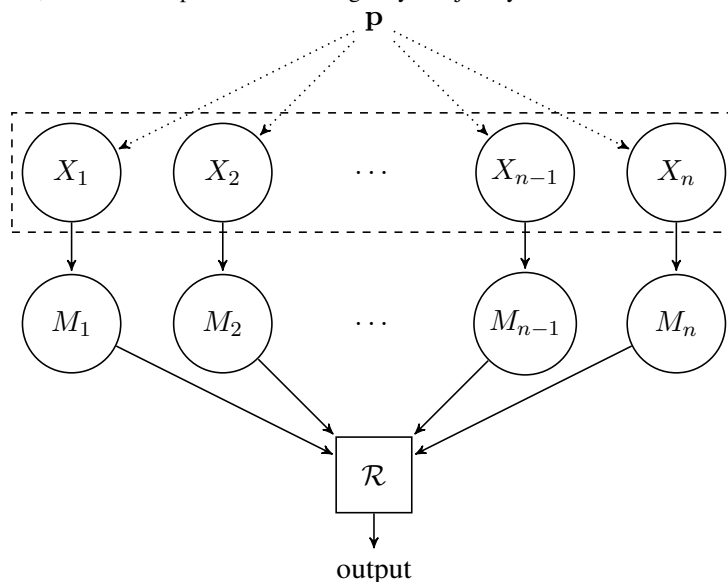 p
X₁ X₂ ⋯ Xₙ₋₁ Xₙ
M₁ M₂ ⋯ Mₙ₋₁ Mₙ
ℛ
output